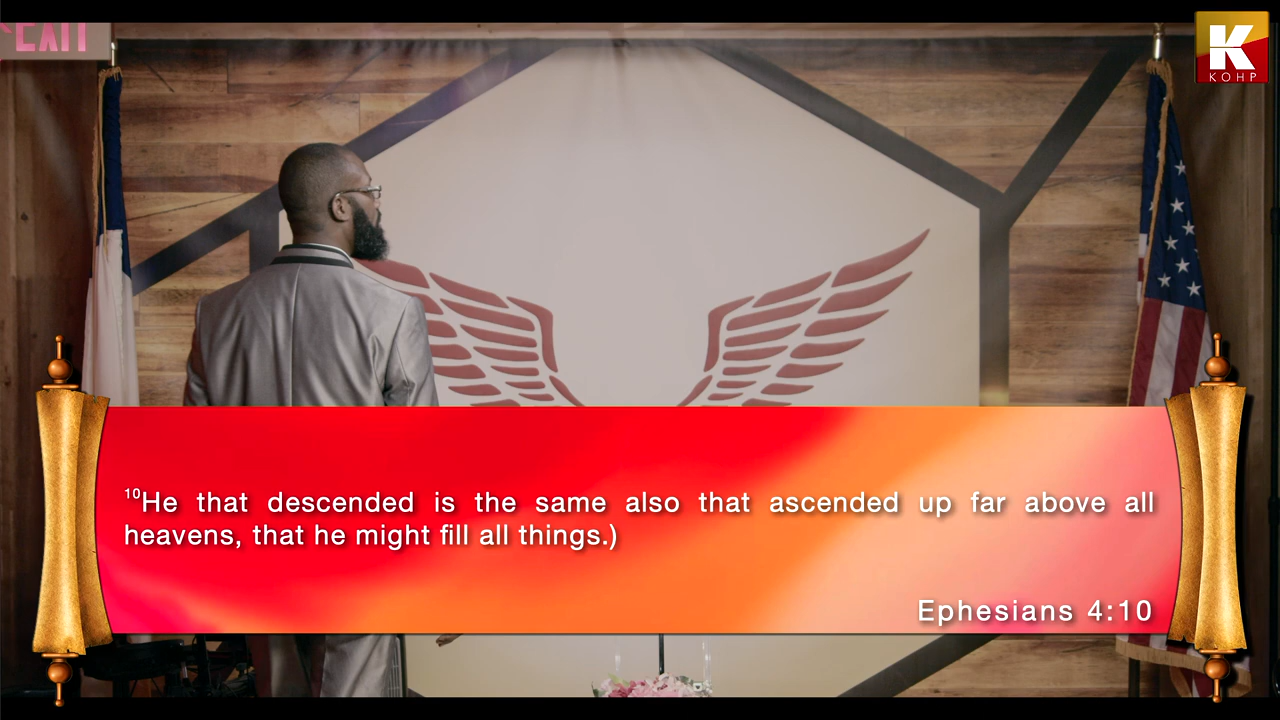 EXIT
K
KOHP
¹⁰He that descended is the same also that ascended up far above all
heavens, that he might fill all things.)
Ephesians 4:10